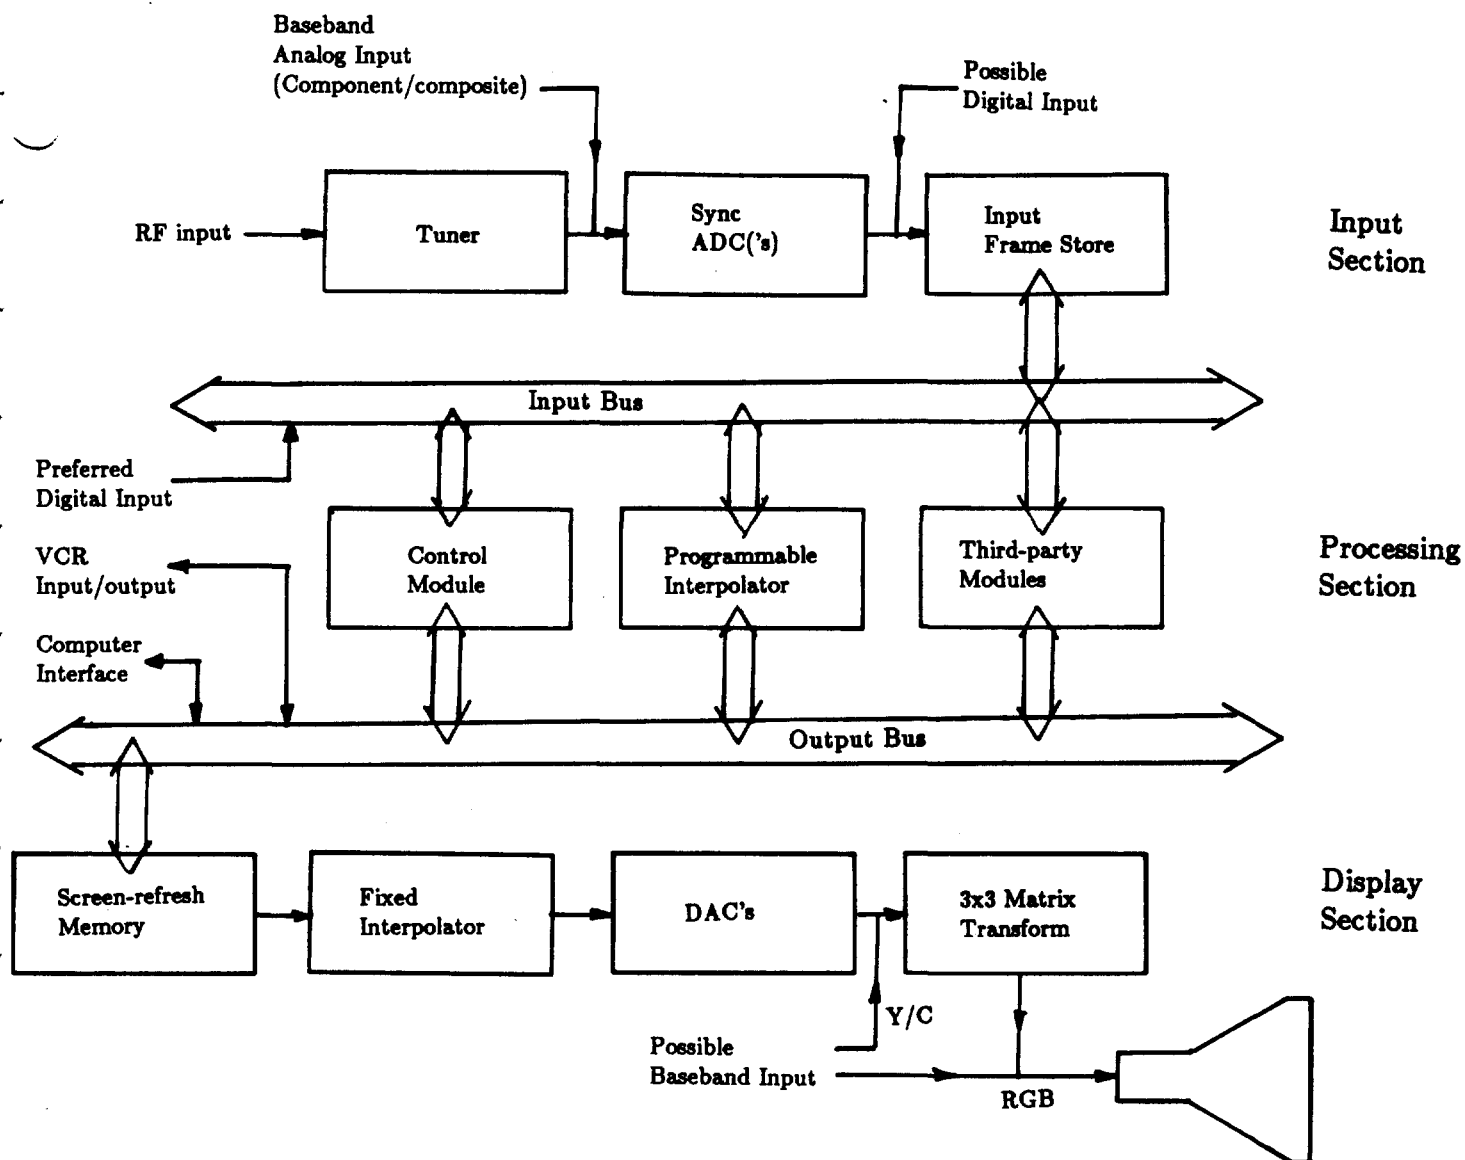 Baseband
Analog Input
(Component/composite)
Possible
Digital Input
RF input
Tuner
Sync
ADC('s)
Input
Frame Store
Input
Section
Input Bus
Preferred
Digital Input
VCR
Input/output
Computer
Interface
Control
Module
Programmable
Interpolator
Third-party
Modules
Processing
Section
Output Bus
Screen-refresh
Memory
Fixed
Interpolator
DAC's
3x3 Matrix
Transform
Display
Section
Y/C
Possible
Baseband Input
RGB